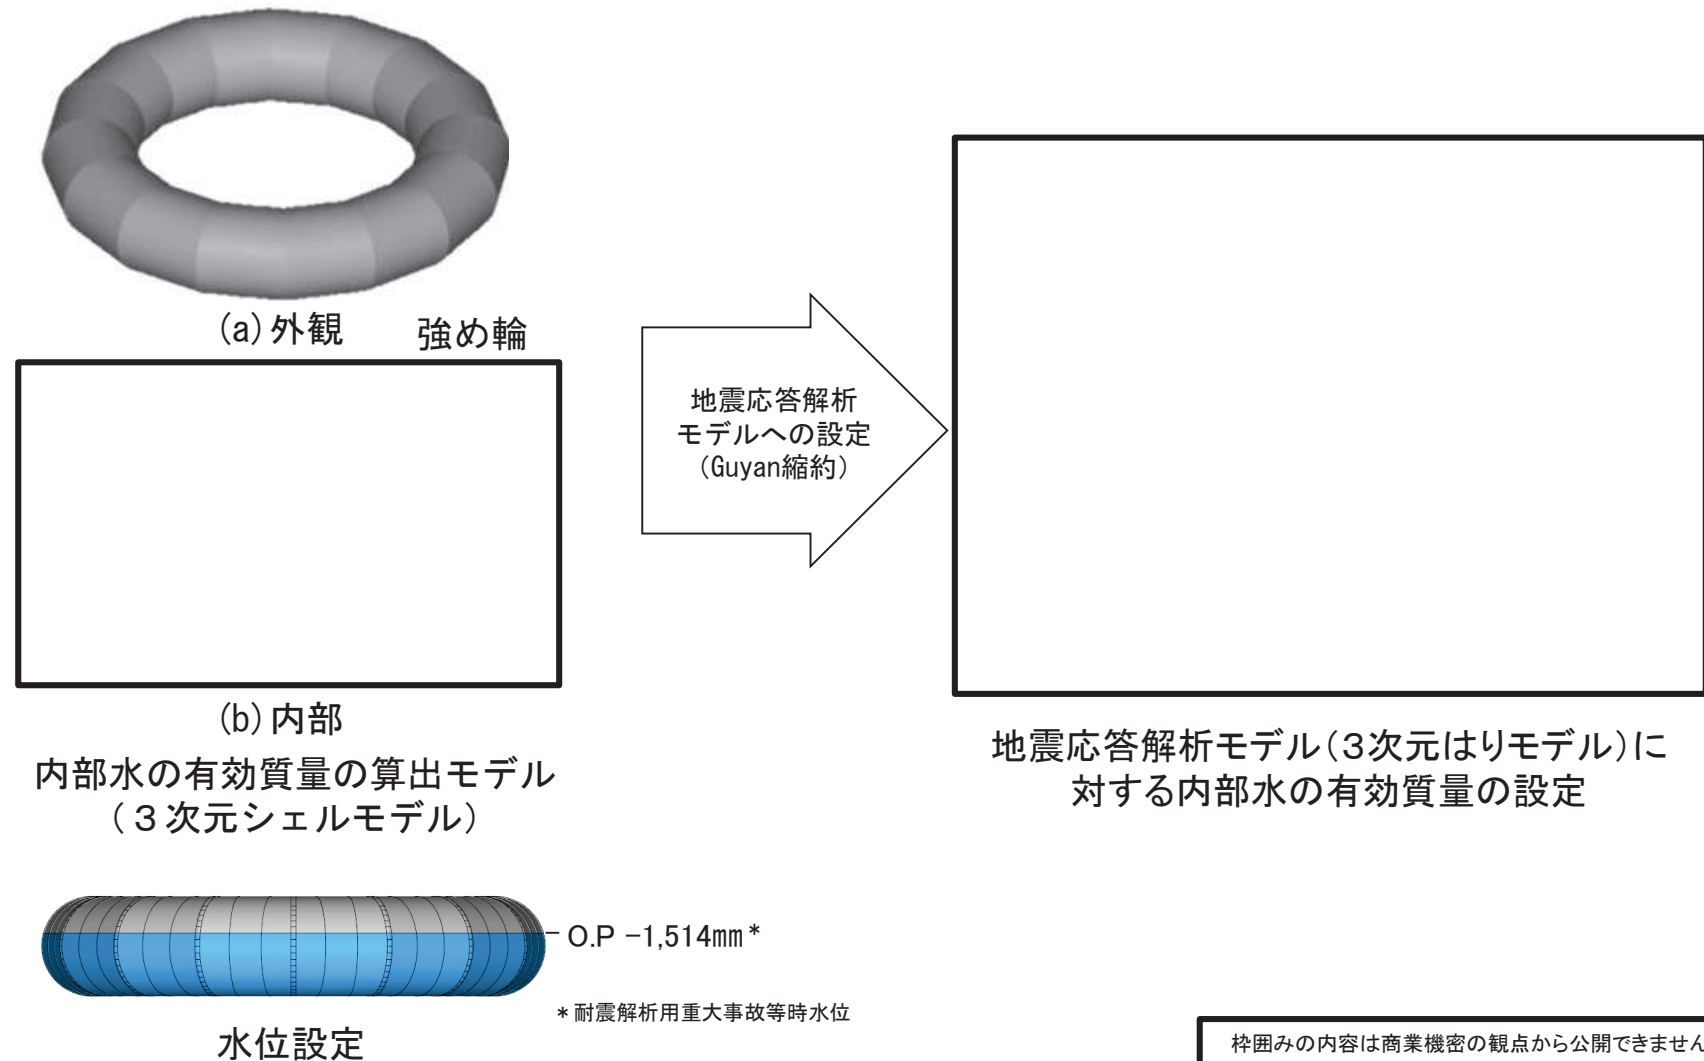 (a)外観
強め輪
(b)内部
内部水の有効質量の算出モデル
(3次元シェルモデル)
地震応答解析
モデルへの設定
(Guyan縮約)
地震応答解析モデル(3次元はりモデル)に
対する内部水の有効質量の設定
O.P −1,514㎜*
*耐震解析用重大事故等時水位
水位設定
枠囲みの内容は商業機密の観点から公開できません